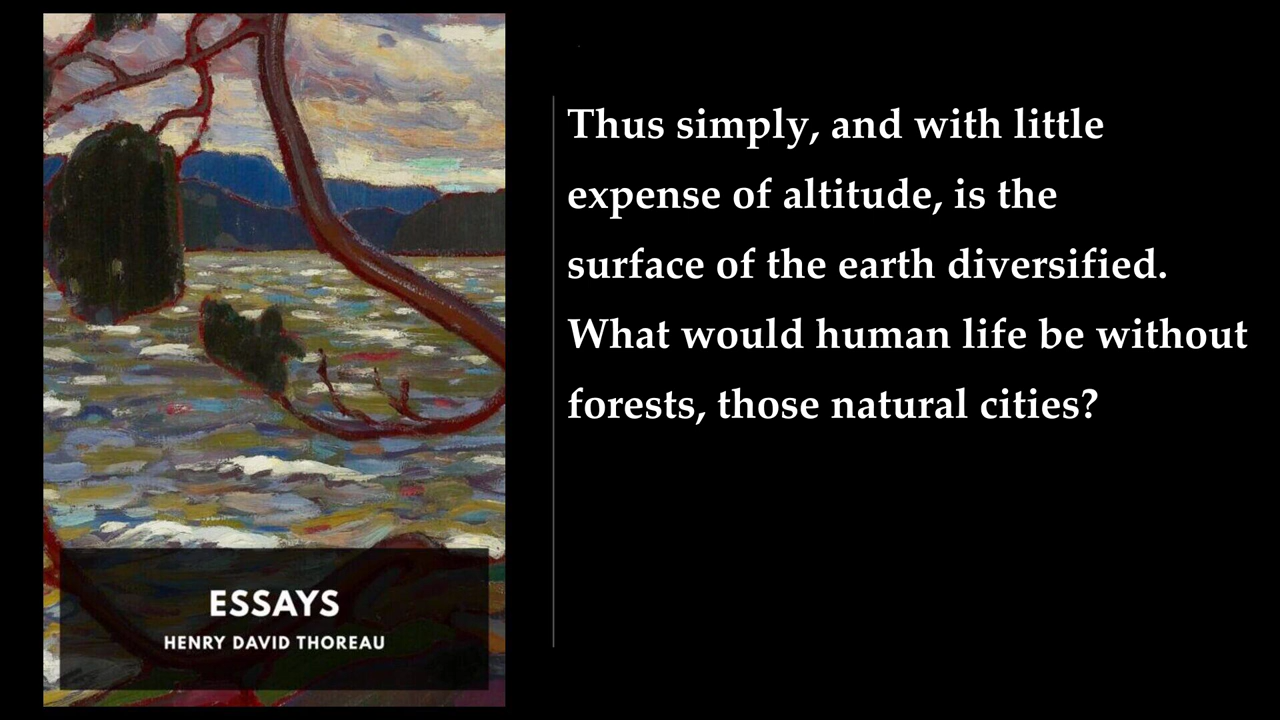 Thus simply, and with little
expense of altitude, is the
surface of the earth diversified.
What would human life be without
forests, those natural cities?
ESSAYS
HENRY DAVID THOREAU